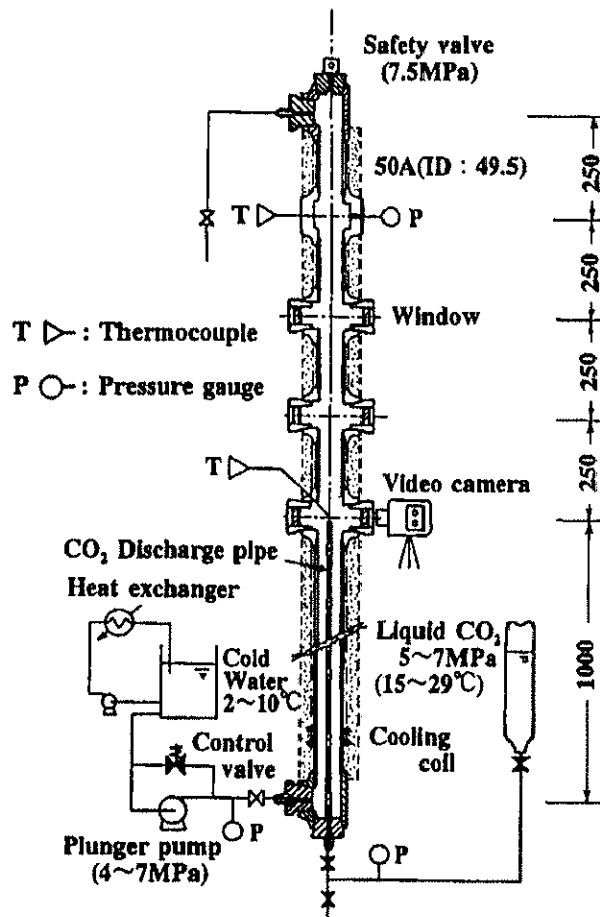 Safety valve
(7.5MPa)
50A(ID : 49.5)
250
T
P
250
Window
T : Thermocouple
P : Pressure gauge
250
T
Video camera
250
CO₂ Discharge pipe
Heat exchanger
Liquid CO₂
5~7MPa
(15~29℃)
Cold
Water
2~10℃
1000
Control
valve
Cooling
coil
P
P
Plunger pump
(4~7MPa)